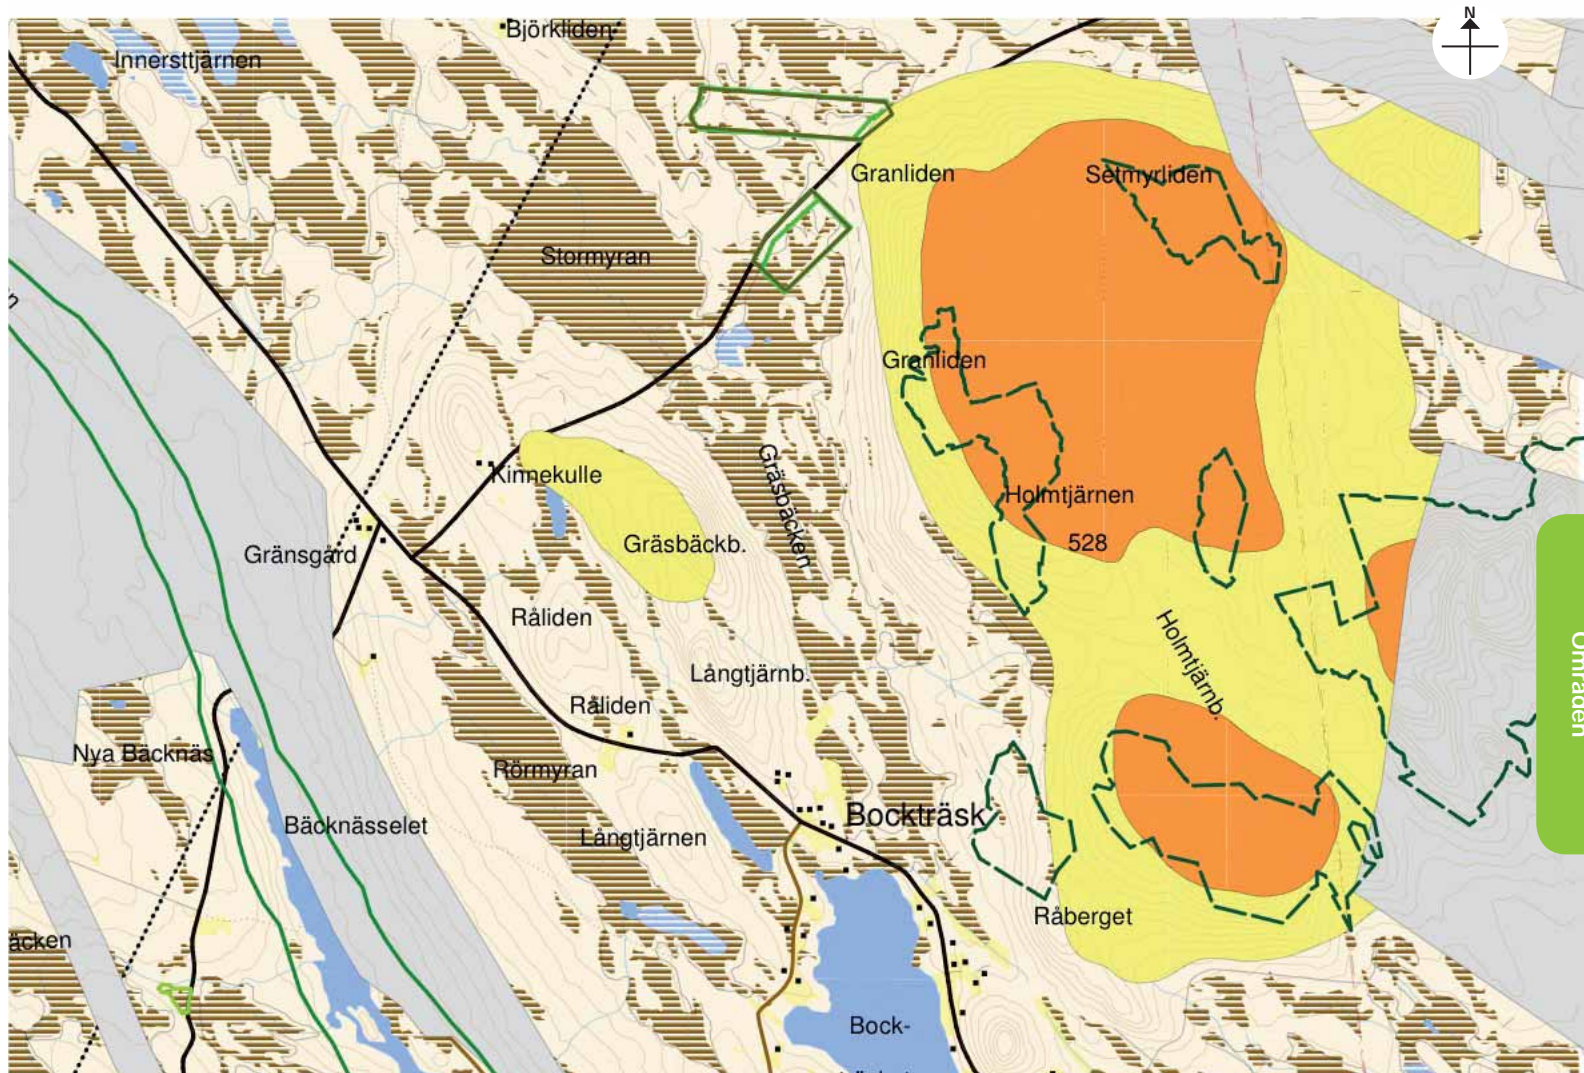 N
Björkliden
Innersttjärnen
Granliden
Setmyrliden
Stormyran
Granliden
Kinnekulle
Gräsbäcken
Holmtjärnen
528
Gräsbäckb.
Gränsgård
Råliden
Holmtjärnb.
Områden
Långtjärnb.
Råliden
Nya Bäcknäs
Rörmyran
Bockträsk
Bäcknässelet
Långtjärnen
Råberget
äcken
Bock-